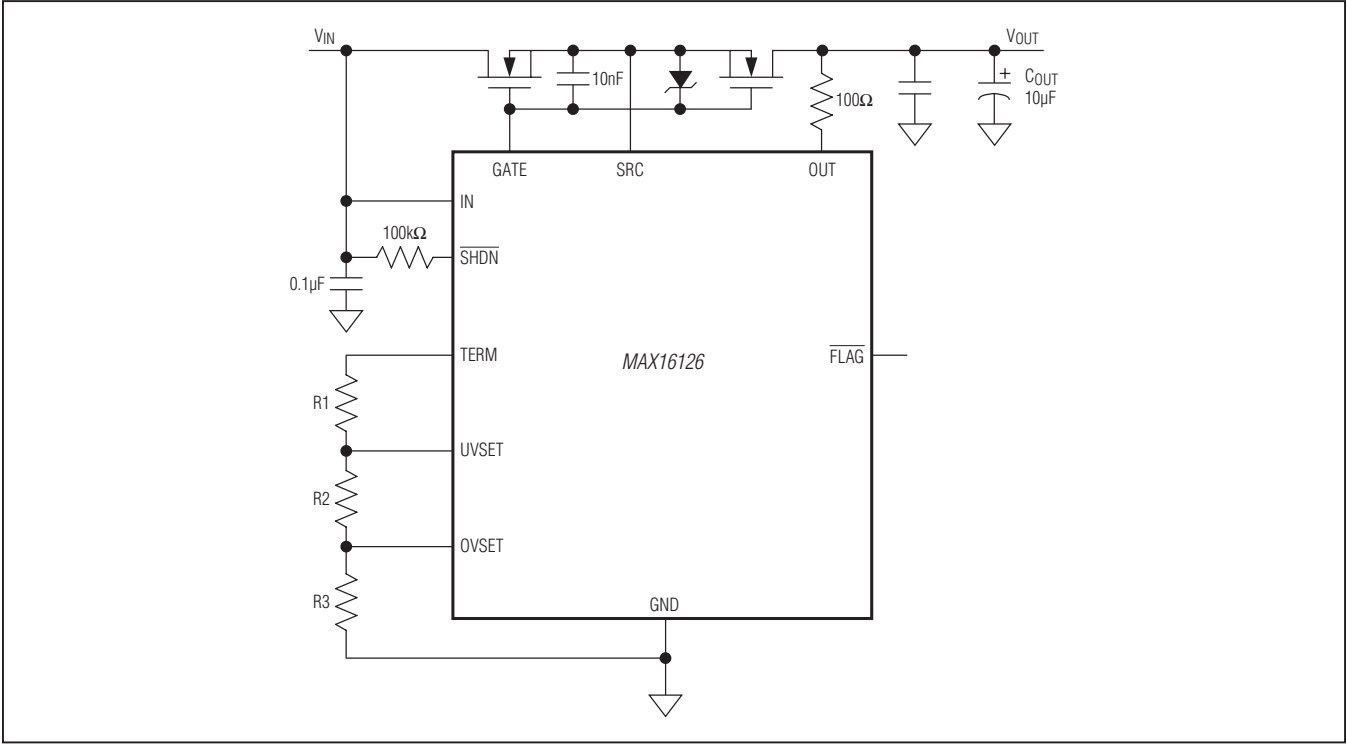 VIN
VOUT
10nF
+
COUT
10µF
100Ω
GATE
SRC
OUT
IN
100kΩ
SHDN
0.1µF
TERM
MAX16126
FLAG
R1
UVSET
R2
OVSET
R3
GND